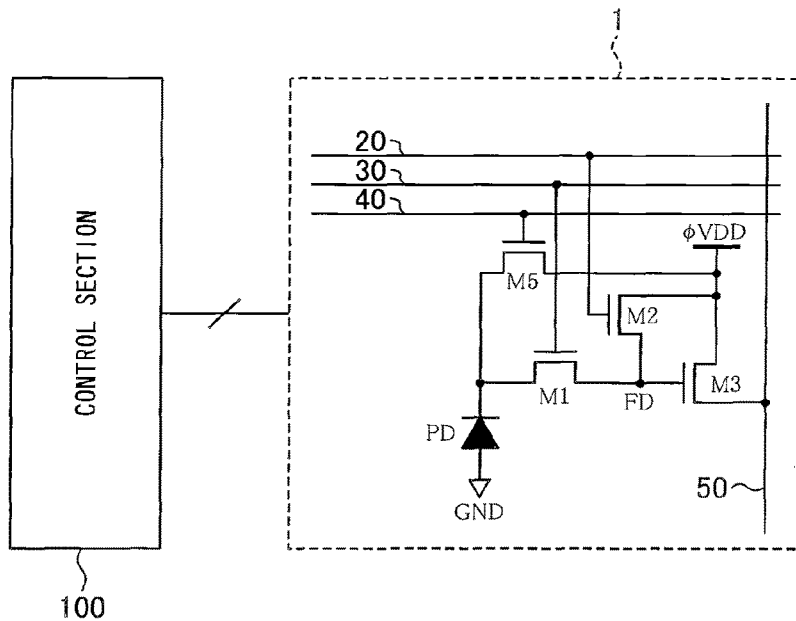 1
20
30
40
φVDD
M5
M2
M1
FD
M3
PD
GND
50
CONTROL SECTION
100